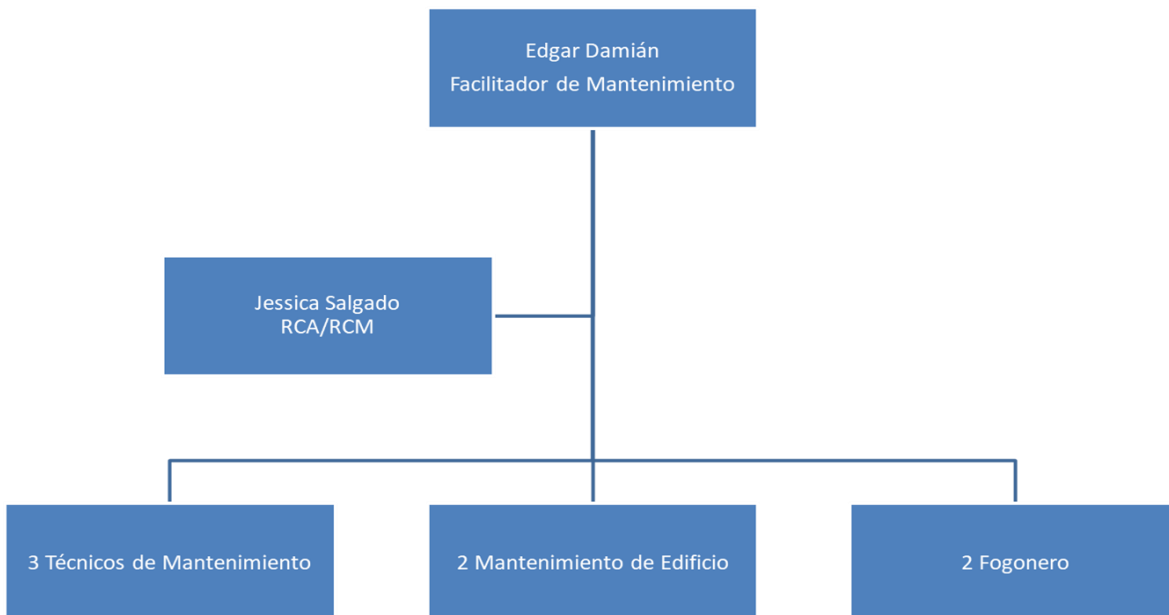 Edgar Damián
Facilitador de Mantenimiento
Jessica Salgado
RCA/RCM
3 Técnicos de Mantenimiento
2 Mantenimiento de Edificio
2 Fogonero